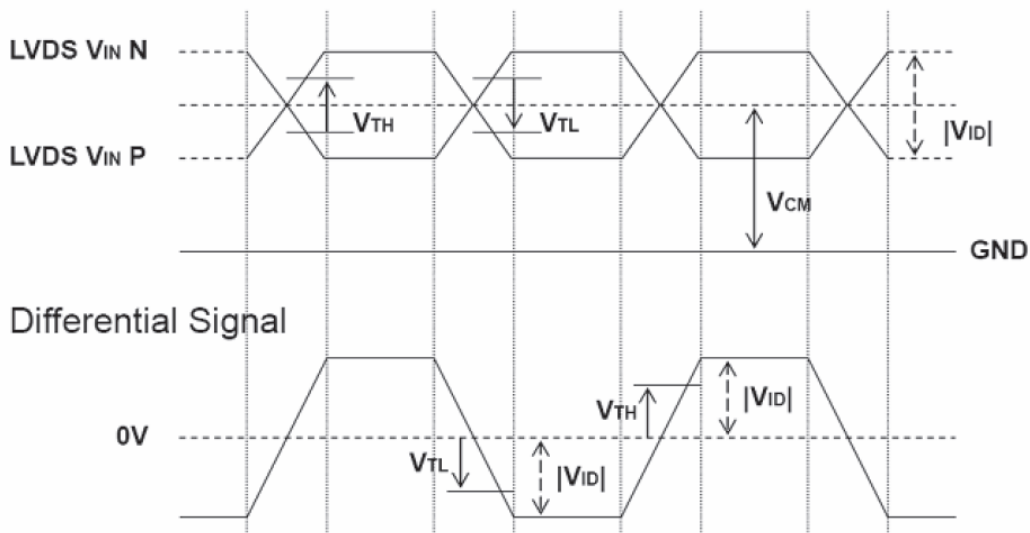 LVDS VIN N
VTH
VTL
|VID|
LVDS VIN P
VCM
GND
Differential Signal
VTH
|VID|
0V
VTL
|VID|